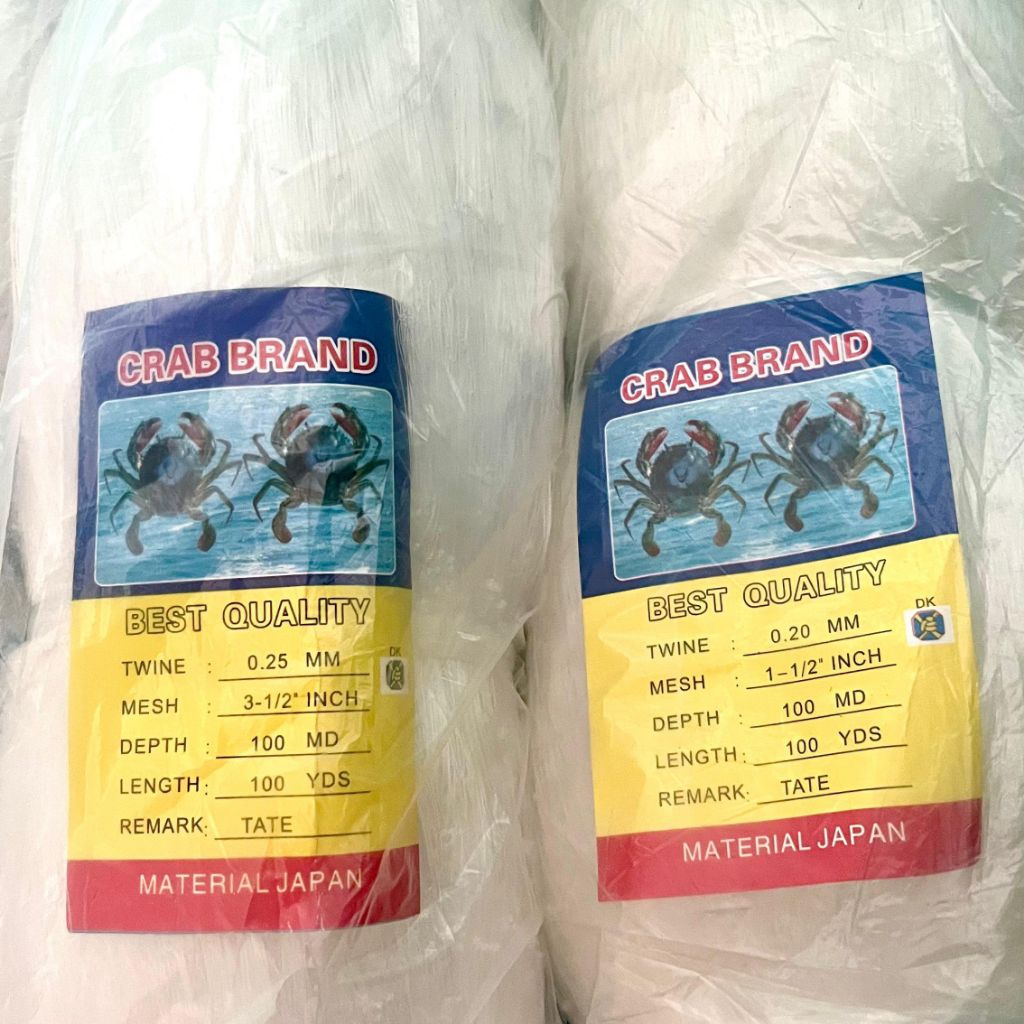 CRAB BRAND
BEST QUALITY
DK
TWINE : 0.25 MM
MESH : 3-1/2" INCH
DEPTH : 100 MD
LENGTH : 100 YDS
REMARK: TATE
MATERIAL JAPAN
CRAB BRAND
BEST QUALITY
DK
TWINE : 0.20 MM
MESH : 1-1/2" INCH
DEPTH : 100 MD
LENGTH : 100 YDS
REMARK: TATE
MATERIAL JAPAN